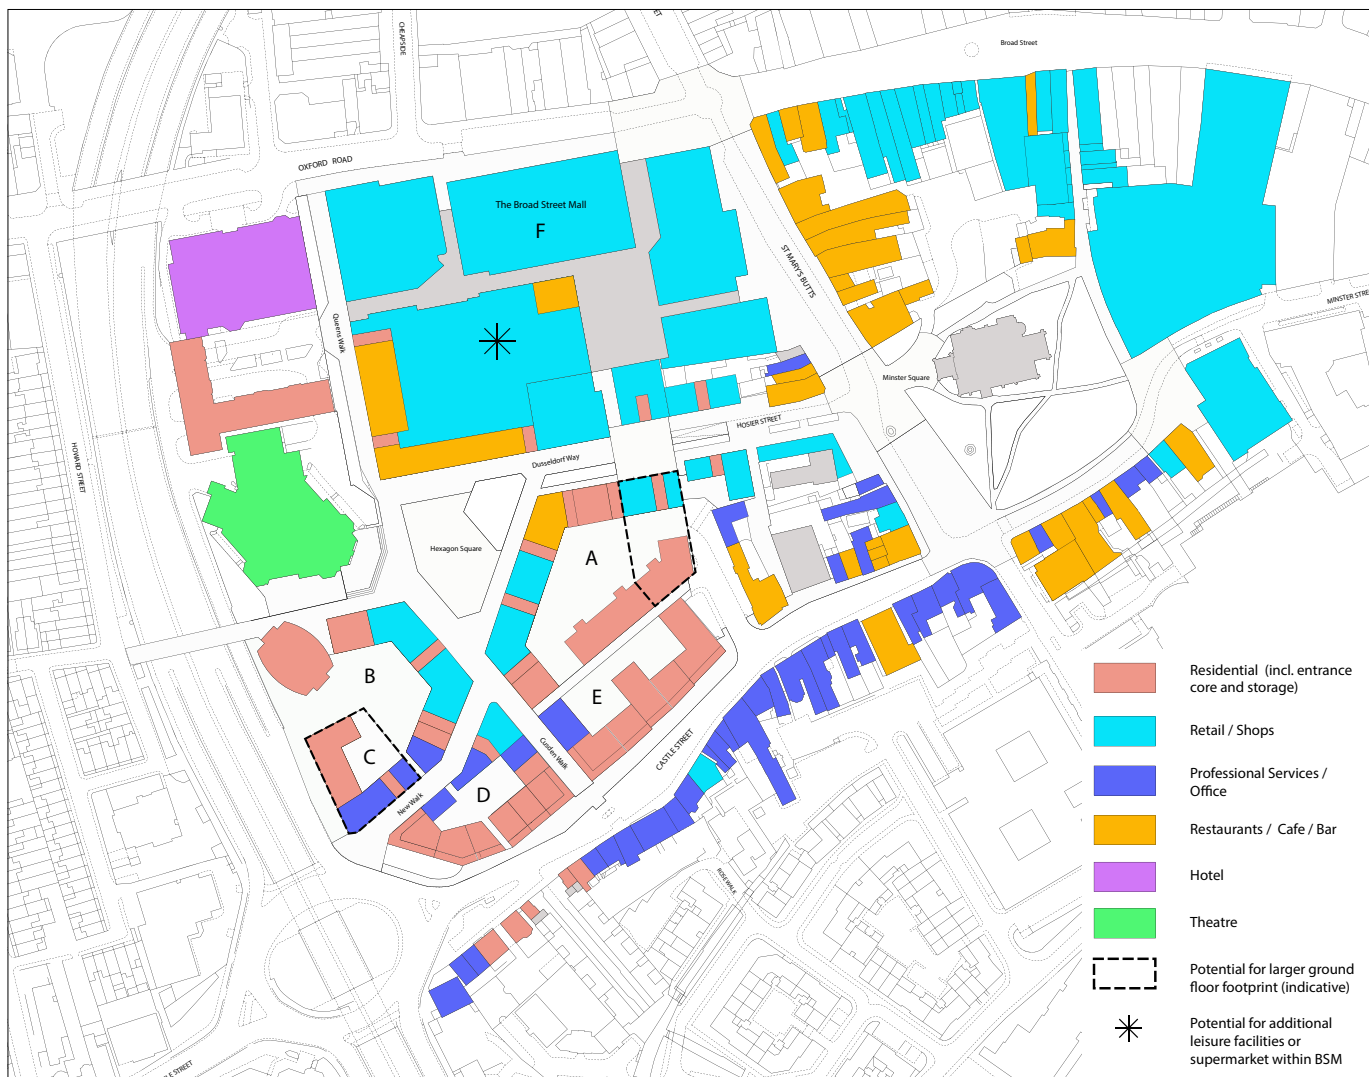 Broad Street
CHEAPSIDE
OXFORD ROAD
The Broad Street Mall
F
ST MARY'S BUTTS
Queens Walk
MINSTER STRE
Minster Square
HOSIER STREET
HOWARD STREET
Dusseldorf Way
Hexagon Square
A
B
E
C
D
Cusden Walk
New Walk
CASTLE STREET
ROSEWALK
Residential (incl. entrance
core and storage)
Retail / Shops
Professional Services /
Office
Restaurants / Cafe / Bar
Hotel
Theatre
Potential for larger ground
floor footprint (indicative)
Potential for additional
leisure facilities or
supermarket within BSM